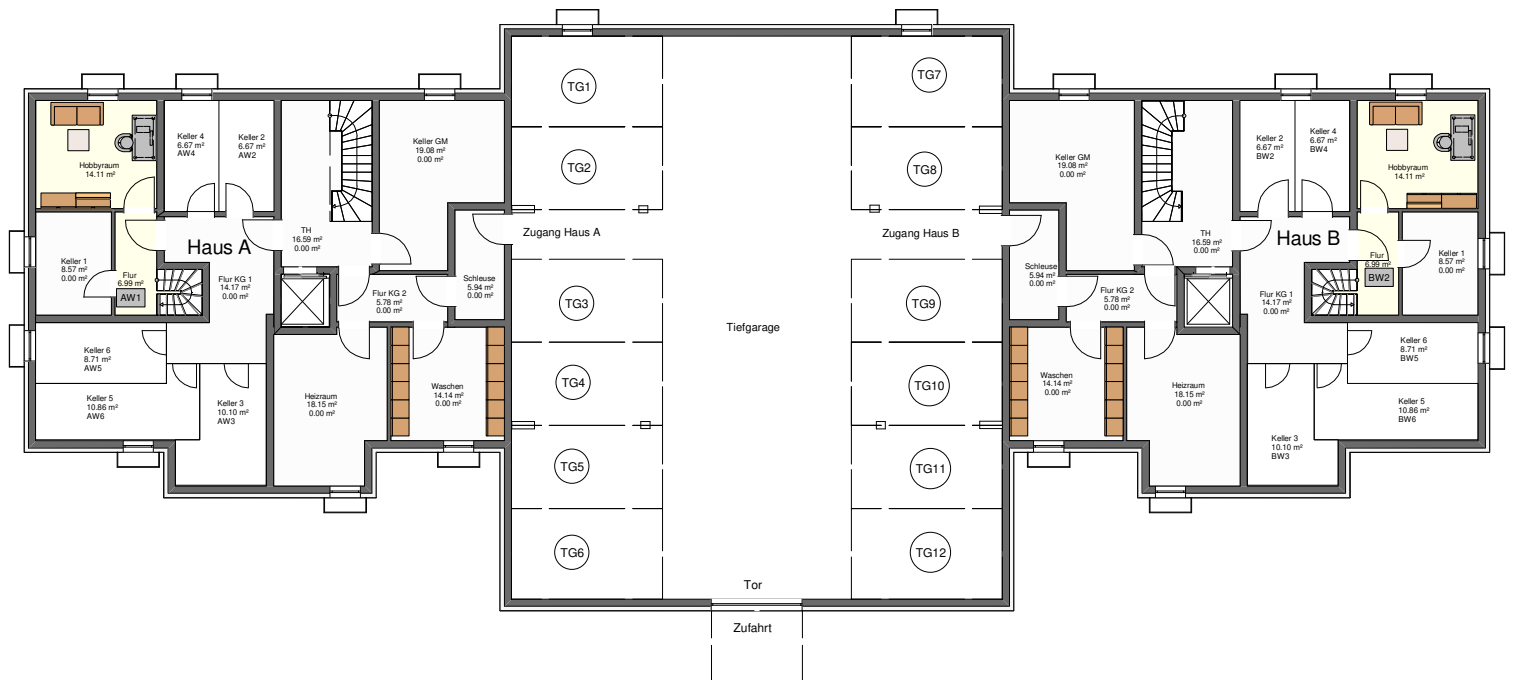 TG1
TG2
Zugang Haus A
TG3
TG4
TG5
TG6
TG7
TG8
Zugang Haus B
TG9
TG10
TG11
TG12
Tiefgarage
Tor
Zufahrt
Haus A
Hobbyraum
14.11 m²
Keller 4
6.67 m²
AW4
Keller 2
6.67 m²
AW2
Keller GM
19.08 m²
0.00 m²
TH
16.59 m²
0.00 m²
Keller 1
8.57 m²
0.00 m²
Flur
6.99 m²
AW1
Flur KG 1
14.17 m²
0.00 m²
Flur KG 2
5.78 m²
0.00 m²
Schleuse
5.94 m²
0.00 m²
Keller 6
8.71 m²
AW5
Keller 5
10.86 m²
AW6
Keller 3
10.10 m²
AW3
Heizraum
18.15 m²
0.00 m²
Waschen
14.14 m²
0.00 m²
Haus B
Keller GM
19.08 m²
0.00 m²
TH
16.59 m²
0.00 m²
Keller 2
6.67 m²
BW2
Keller 4
6.67 m²
BW4
Hobbyraum
14.11 m²
Schleuse
5.94 m²
0.00 m²
Flur KG 2
5.78 m²
0.00 m²
Flur KG 1
14.17 m²
0.00 m²
Flur
6.99 m²
BW2
Keller 1
8.57 m²
0.00 m²
Keller 6
8.71 m²
BW5
Keller 5
10.86 m²
BW6
Keller 3
10.10 m²
BW3
Waschen
14.14 m²
0.00 m²
Heizraum
18.15 m²
0.00 m²